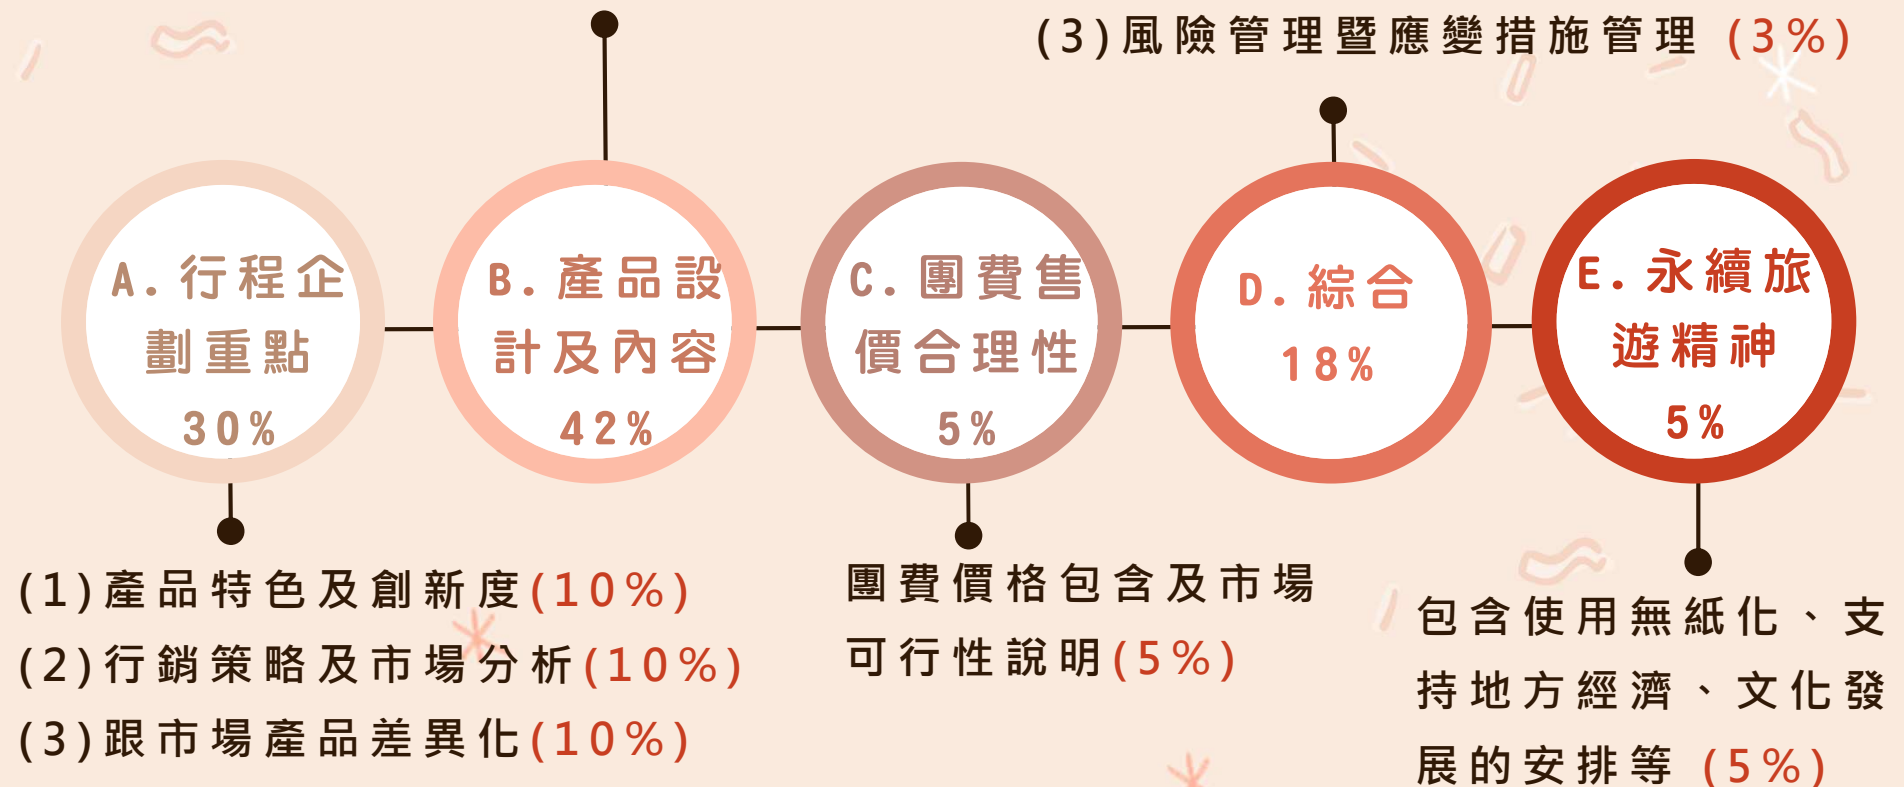 (3)風險管理暨應變措施管理 (3%)
A.行程企
劃重點
30%
B.產品設
計及內容
42%
C.團費售
價合理性
5%
D.綜合
18%
E.永續旅
遊精神
5%
(1)產品特色及創新度(10%)
(2)行銷策略及市場分析(10%)
(3)跟市場產品差異化(10%)
團費價格包含及市場
可行性說明(5%)
包含使用無紙化、支
持地方經濟、文化發
展的安排等 (5%)